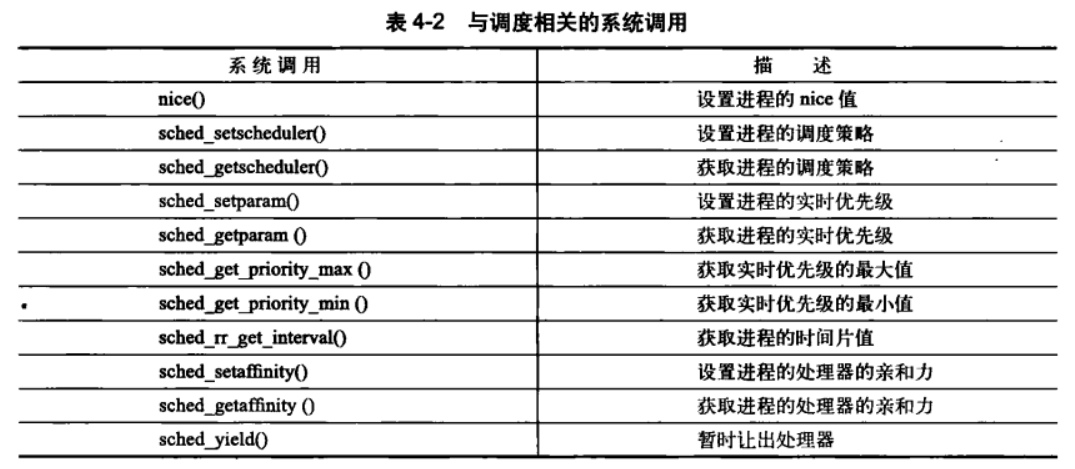 表 4-2 与调度相关的系统调用
系统调用 描述
nice() 设置进程的 nice 值
sched_setscheduler() 设置进程的调度策略
sched_getscheduler() 获取进程的调度策略
sched_setparam() 设置进程的实时优先级
sched_getparam () 获取进程的实时优先级
sched_get_priority_max () 获取实时优先级的最大值
sched_get_priority_min () 获取实时优先级的最小值
sched_rr_get_interval() 获取进程的时间片值
sched_setaffinity() 设置进程的处理器的亲和力
sched_getaffinity () 获取进程的处理器的亲和力
sched_yield() 暂时让出处理器